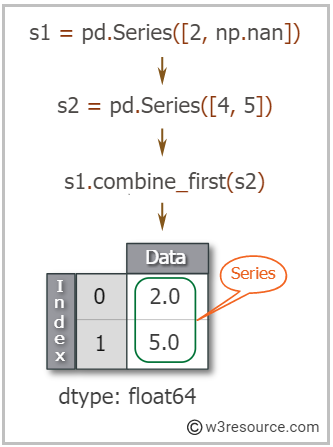 s1 = pd.Series([2, np.nan])
s2 = pd.Series([4, 5])
s1.combine_first(s2)
Data
Series
Index
0 2.0
1 5.0
dtype: float64
© w3resource.com